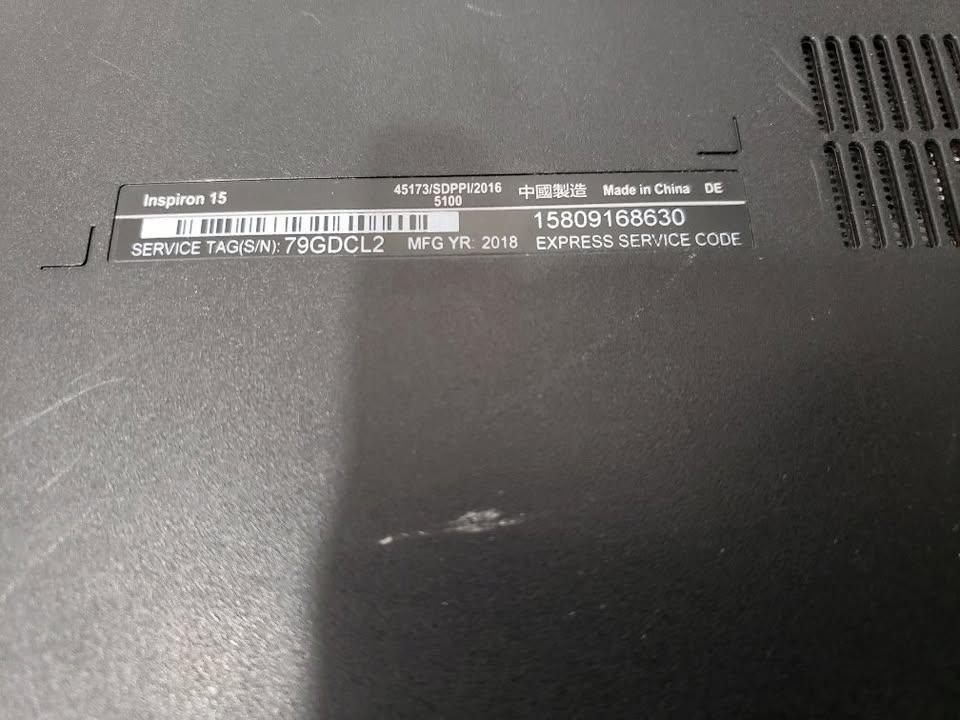 Inspiron 15
45173/SDPPI/2016
5100
中國製造 Made in China DE
15809168630
SERVICE TAG(S/N): 79GDCL2 MFG YR: 2018 EXPRESS SERVICE CODE